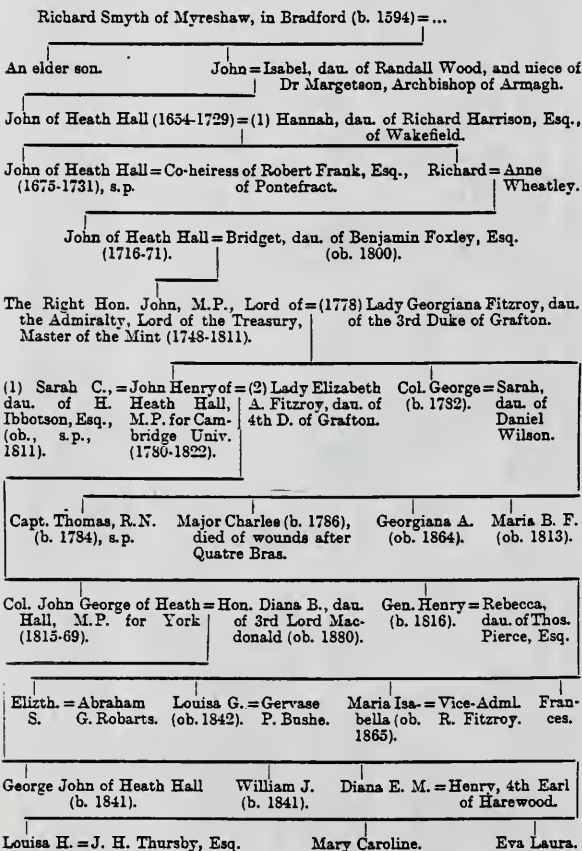 Richard Smyth of Myreshaw, in Bradford (b. 1594) = ...
An elder son.
John = Isabel, dau. of Randall Wood, and niece of
Dr Margetson, Archbishop of Armagh.
John of Heath Hall (1654-1729) = (1) Hannah, dau. of Richard Harrison, Esq.,
of Wakefield.
John of Heath Hall = Co-heiress of Robert Frank, Esq.,
(1675-1731), s.p. of Pontefract.
Richard = Anne
Wheatley.
John of Heath Hall = Bridget, dau. of Benjamin Foxley, Esq.
(1716-71). (ob. 1800).
The Right Hon. John, M.P., Lord of = (1778) Lady Georgiana Fitzroy, dau.
the Admiralty, Lord of the Treasury, of the 3rd Duke of Grafton.
Master of the Mint (1748-1811).
(1) Sarah C., = John Henry of = (2) Lady Elizabeth
dau. of H. Heath Hall, A. Fitzroy, dau. of
Ibbotson, Esq., M.P. for Cam- 4th D. of Grafton.
(ob., s.p., bridge Univ.
1811). (1780-1822).
Col. George = Sarah,
(b. 1782). dau. of
Daniel
Wilson.
Capt. Thomas, R.N.
(b. 1784), s.p.
Major Charles (b. 1786),
died of wounds after
Quatre Bras.
Georgiana A.
(ob. 1864).
Maria B. F.
(ob. 1813).
Col. John George of Heath = Hon. Diana B., dau.
Hall, M.P. for York of 3rd Lord Mac-
(1815-69). donald (ob. 1880).
Gen. Henry = Rebecca,
(b. 1816). dau. of Thos.
Pierce, Esq.
Elizth. = Abraham
S. G. Robarts.
Louisa G. = Gervase
(ob. 1842). P. Bushe.
Maria Isa- = Vice-Adml.
bella (ob. R. Fitzroy.
1865).
Fran-
ces.
George John of Heath Hall
(b. 1841).
William J.
(b. 1841).
Diana E. M. = Henry, 4th Earl
of Harewood.
Louisa H. = J. H. Thursby, Esq.
Mary Caroline.
Eva Laura.